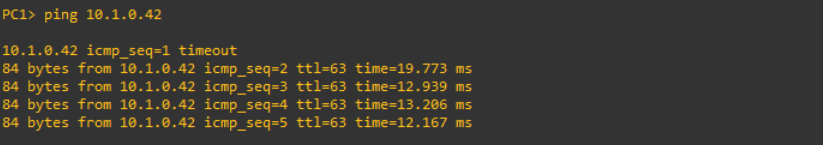 PC1> ping 10.1.0.42
10.1.0.42 icmp_seq=1 timeout
84 bytes from 10.1.0.42 icmp_seq=2 ttl=63 time=19.773 ms
84 bytes from 10.1.0.42 icmp_seq=3 ttl=63 time=12.939 ms
84 bytes from 10.1.0.42 icmp_seq=4 ttl=63 time=13.206 ms
84 bytes from 10.1.0.42 icmp_seq=5 ttl=63 time=12.167 ms